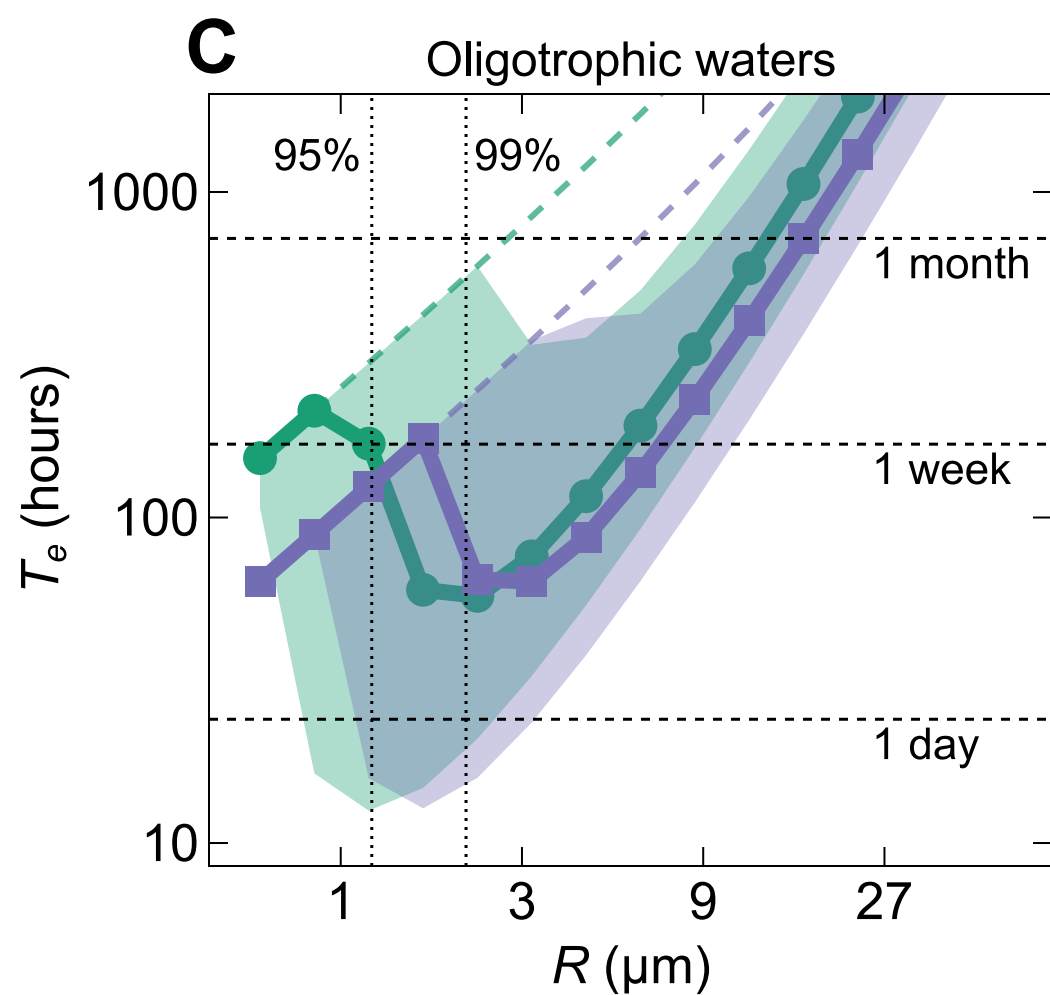 C
Oligotrophic waters
95%
99%
1000
1 month
1 week
100
1 day
10
Te (hours)
1
3
9
27
R (μm)